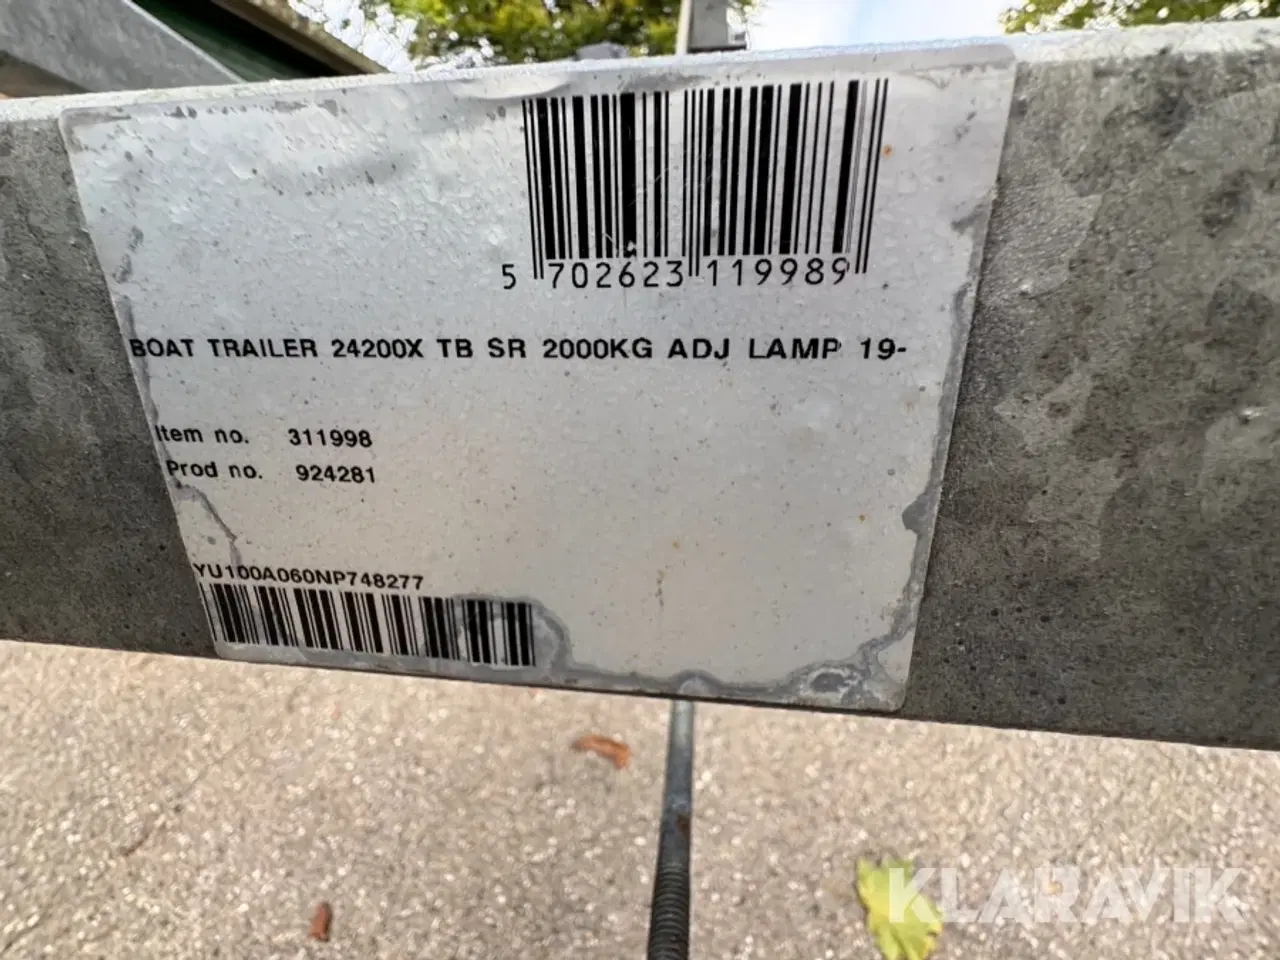 5 702623 119989
BOAT TRAILER 24200X TB SR 2000KG ADJ LAMP 19-
Item no. 311998
Prod no. 924281
YU100A060NP748277
KLARAVIK